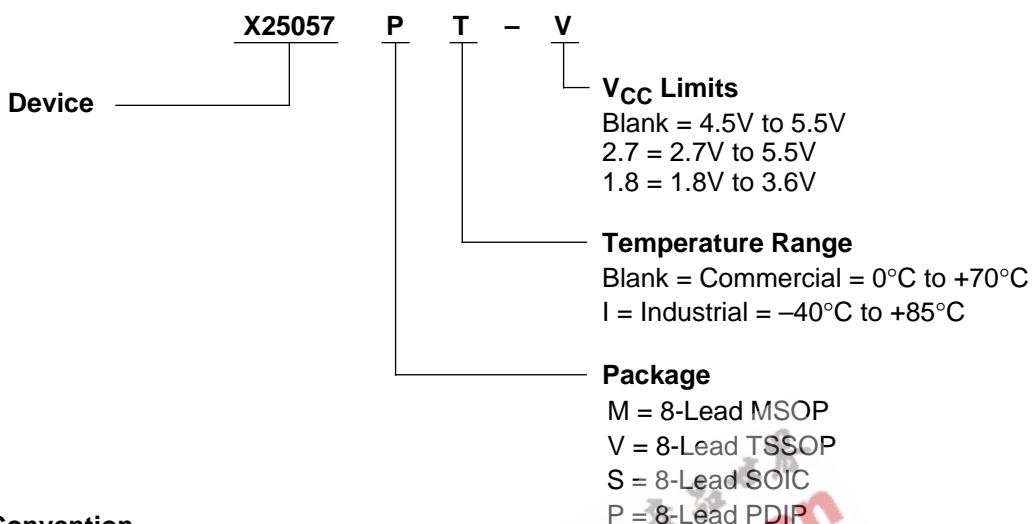 X25057 P T – V
Device
VCC Limits
Blank = 4.5V to 5.5V
2.7 = 2.7V to 5.5V
1.8 = 1.8V to 3.6V
Temperature Range
Blank = Commercial = 0°C to +70°C
I = Industrial = –40°C to +85°C
Package
M = 8-Lead MSOP
V = 8-Lead TSSOP
S = 8-Lead SOIC
P = 8-Lead PDIP